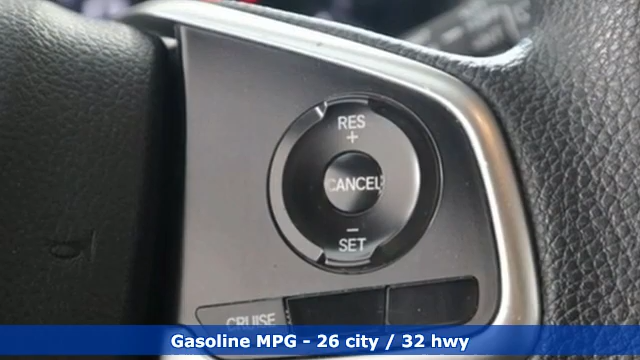 RES
+
CANCEL
−
SET
CRUISE
Gasoline MPG - 26 city / 32 hwy